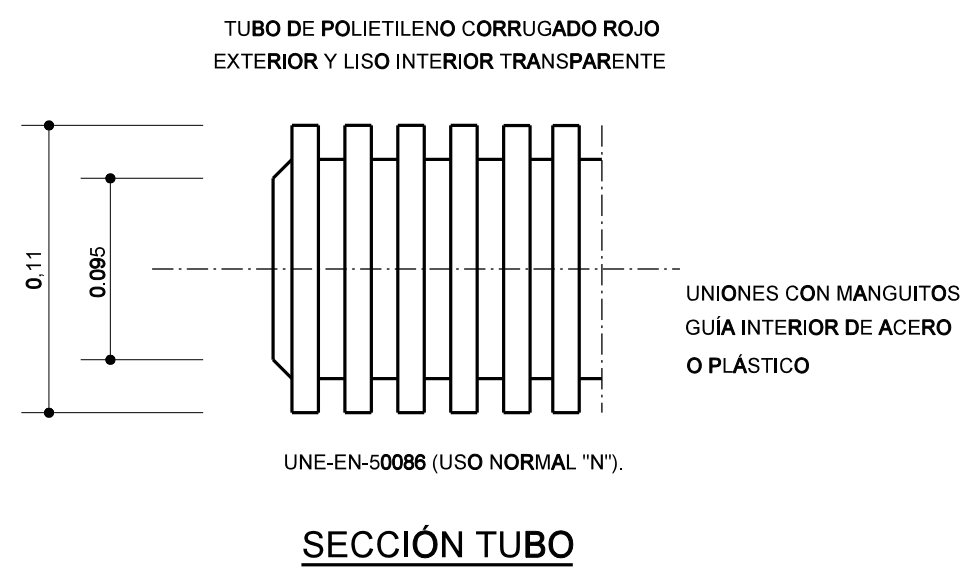 TUBO DE POLIETILENO CORRUGADO ROJO
EXTERIOR Y LISO INTERIOR TRANSPARENTE
0,11
0.095
UNIONES CON MANGUITOS
GUÍA INTERIOR DE ACERO
O PLÁSTICO
UNE-EN-50086 (USO NORMAL "N").
SECCIÓN TUBO